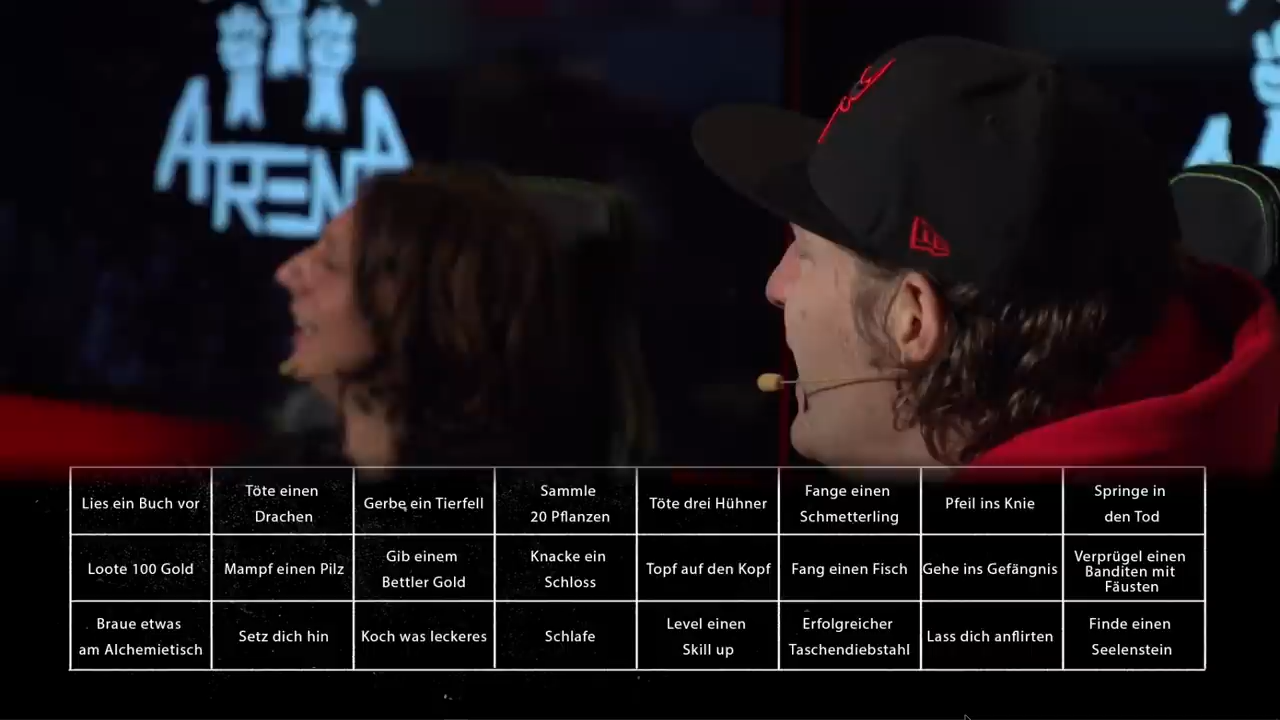 ARENA
Lies ein Buch vor
Töte einen
Drachen
Gerbe ein Tierfell
Sammle
20 Pflanzen
Töte drei Hühner
Fange einen
Schmetterling
Pfeil ins Knie
Springe in
den Tod
Loote 100 Gold
Mampf einen Pilz
Gib einem
Bettler Gold
Knacke ein
Schloss
Topf auf den Kopf
Fang einen Fisch
Gehe ins Gefängnis
Verprügel einen
Banditen mit
Fäusten
Braue etwas
am Alchemietisch
Setz dich hin
Koch was leckeres
Schlafe
Level einen
Skill up
Erfolgreicher
Taschendiebstahl
Lass dich anflirten
Finde einen
Seelenstein